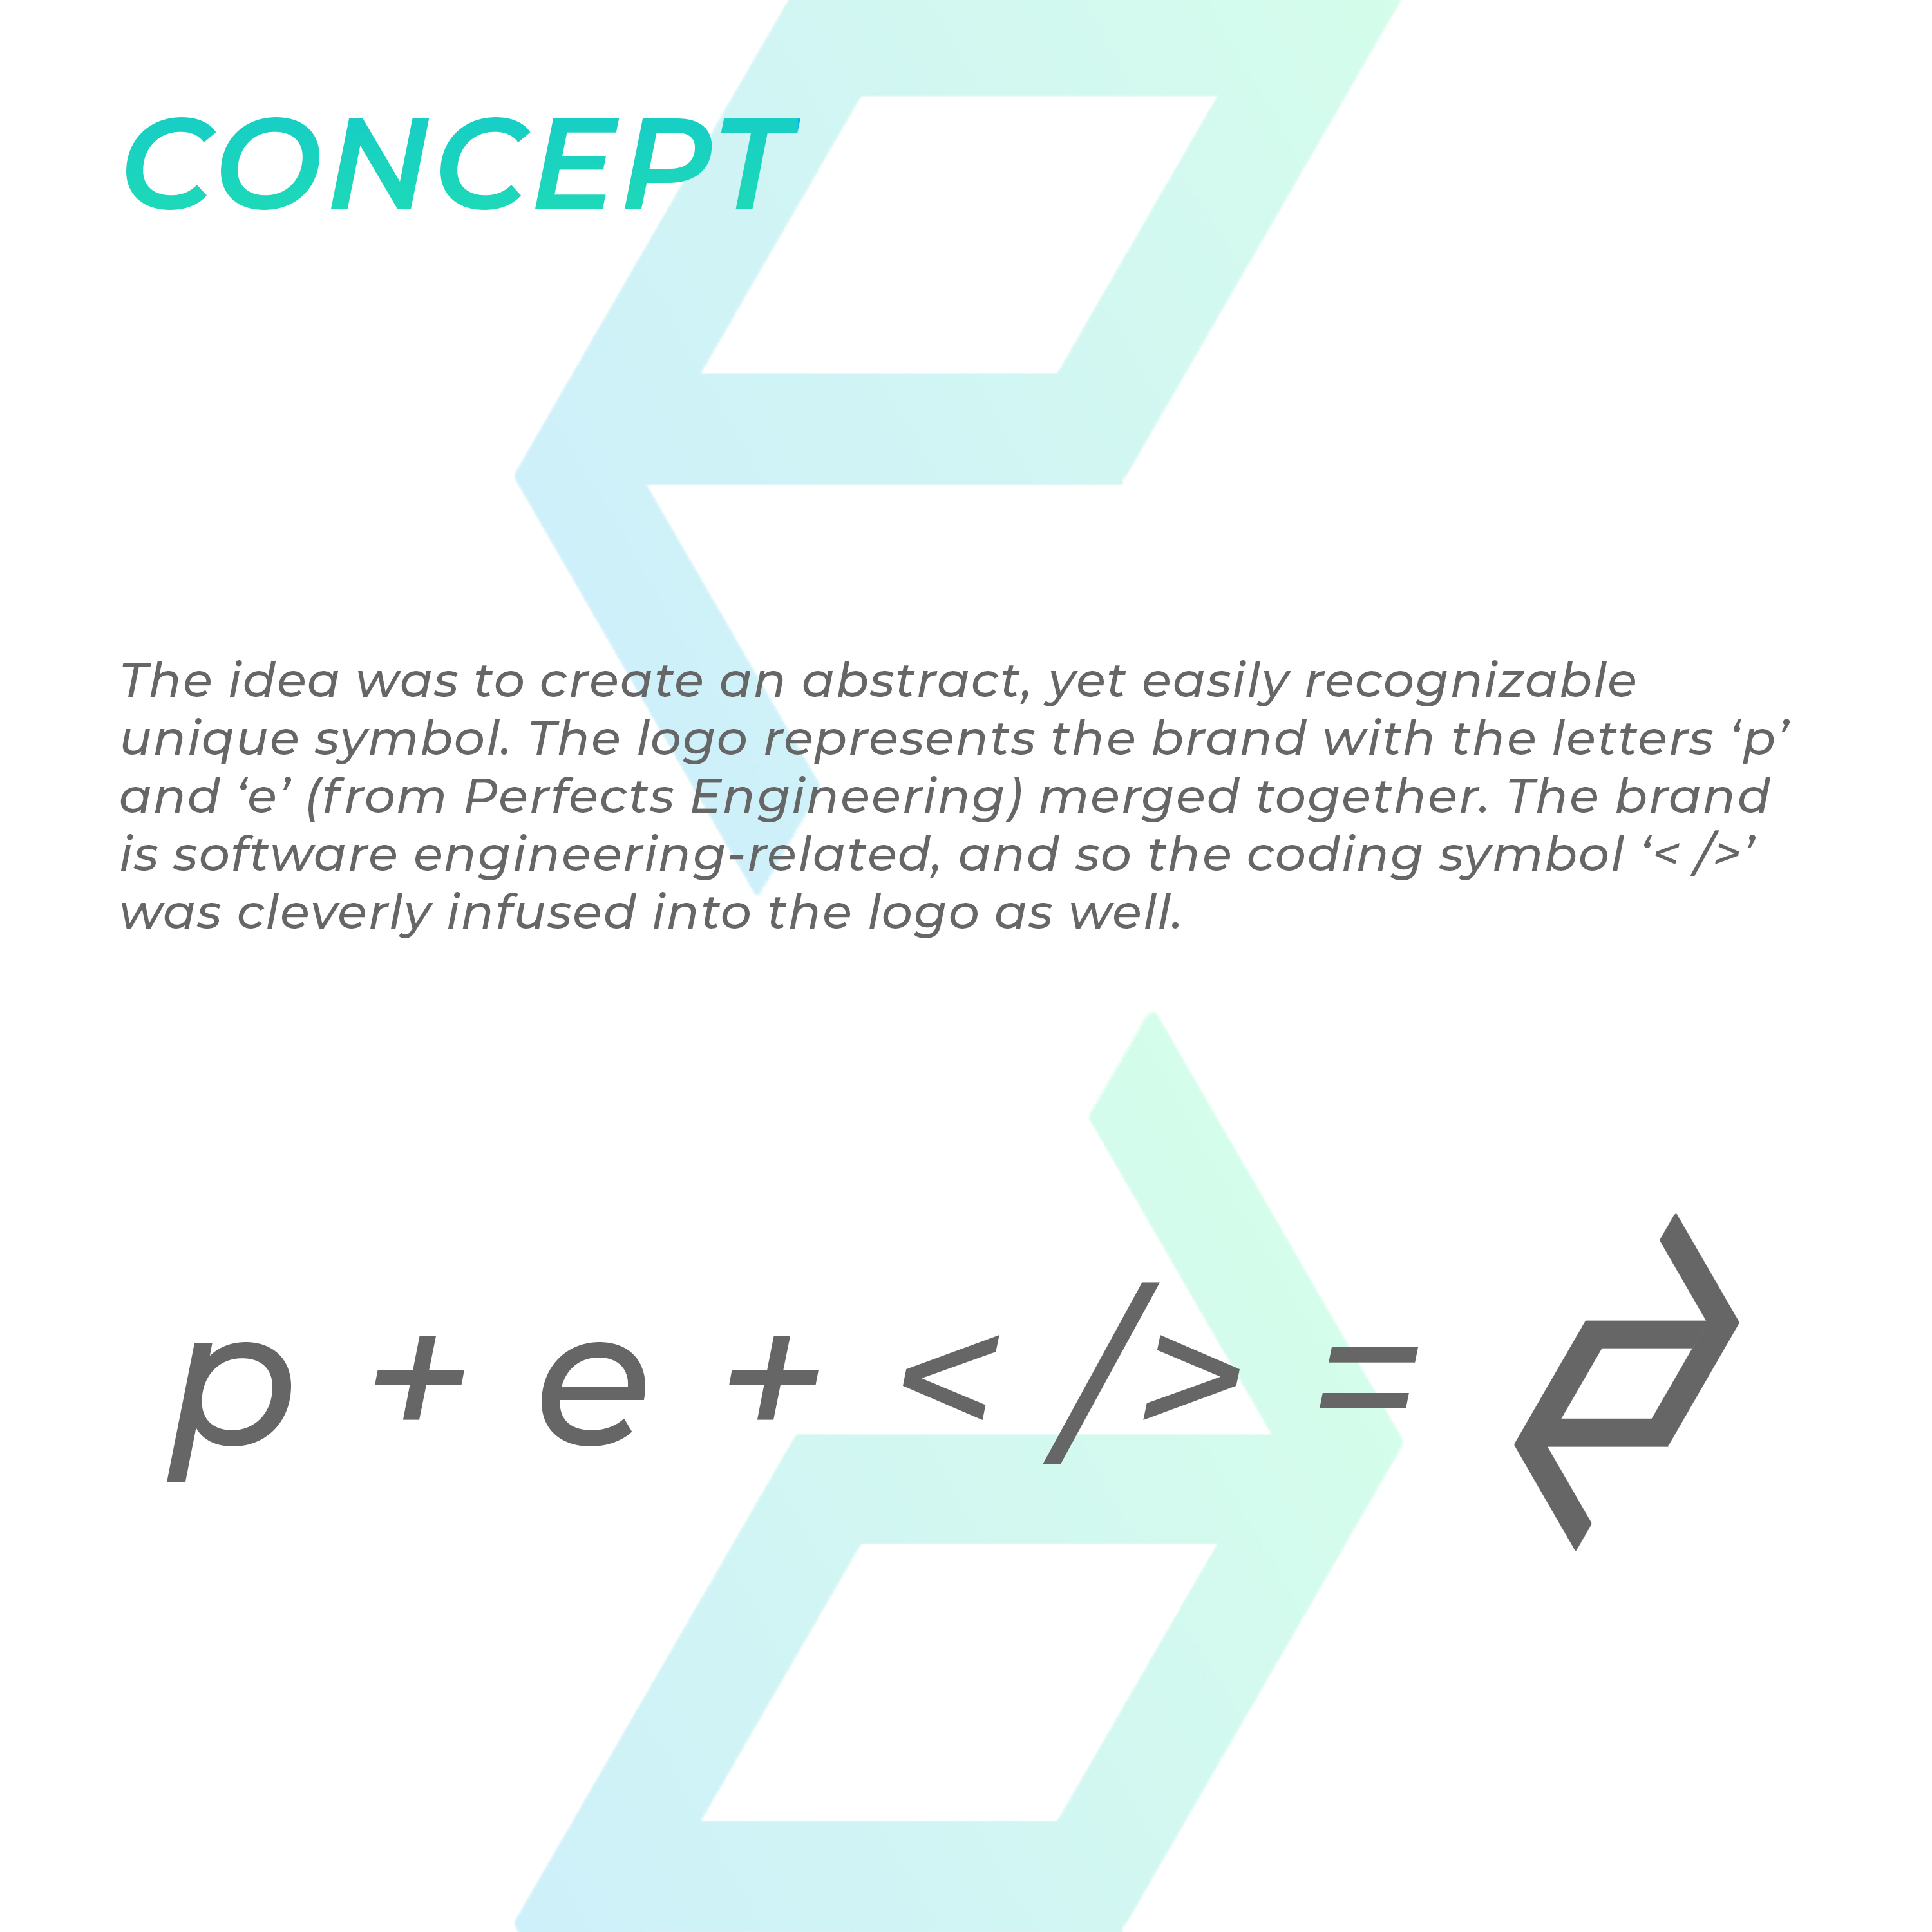 CONCEPT
The idea was to create an abstract, yet easily recognizable
unique symbol. The logo represents the brand with the letters ‘p’
and ‘e’ (from Perfects Engineering) merged together. The brand
is software engineering-related, and so the coding symbol ‘< />’
was cleverly infused into the logo as well.
p + e + < /> =